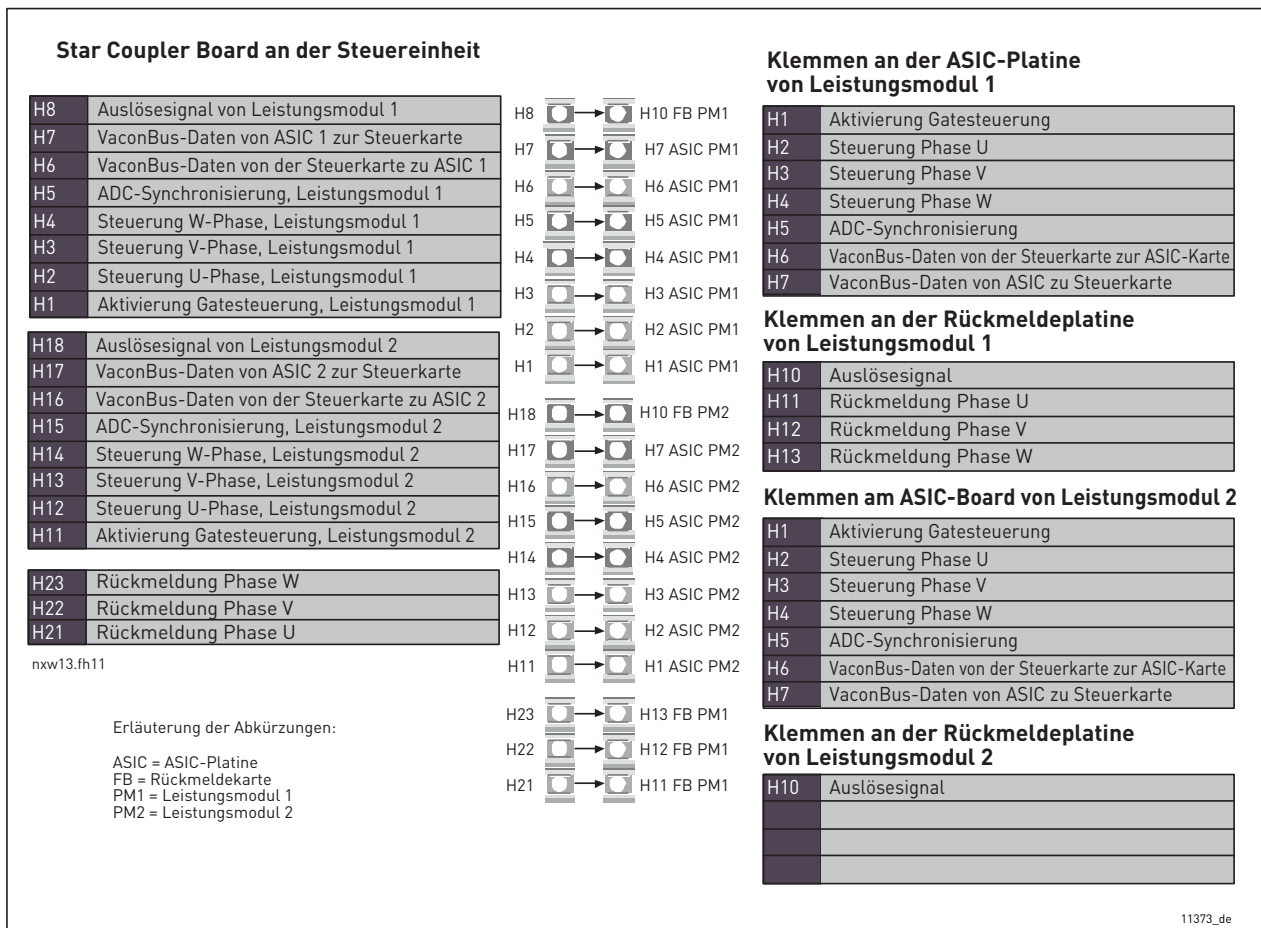 Star Coupler Board an der Steuereinheit
H8 Auslösesignal von Leistungsmodul 1
H7 VaconBus-Daten von ASIC 1 zur Steuerkarte
H6 VaconBus-Daten von der Steuerkarte zu ASIC 1
H5 ADC-Synchronisierung, Leistungsmodul 1
H4 Steuerung W-Phase, Leistungsmodul 1
H3 Steuerung V-Phase, Leistungsmodul 1
H2 Steuerung U-Phase, Leistungsmodul 1
H1 Aktivierung Gatesteuerung, Leistungsmodul 1
H18 Auslösesignal von Leistungsmodul 2
H17 VaconBus-Daten von ASIC 2 zur Steuerkarte
H16 VaconBus-Daten von der Steuerkarte zu ASIC 2
H15 ADC-Synchronisierung, Leistungsmodul 2
H14 Steuerung W-Phase, Leistungsmodul 2
H13 Steuerung V-Phase, Leistungsmodul 2
H12 Steuerung U-Phase, Leistungsmodul 2
H11 Aktivierung Gatesteuerung, Leistungsmodul 2
H23 Rückmeldung Phase W
H22 Rückmeldung Phase V
H21 Rückmeldung Phase U
nxw13.fh11
Erläuterung der Abkürzungen:
ASIC = ASIC-Platine
FB = Rückmeldekarte
PM1 = Leistungsmodul 1
PM2 = Leistungsmodul 2
H8 H10 FB PM1
H7 H7 ASIC PM1
H6 H6 ASIC PM1
H5 H5 ASIC PM1
H4 H4 ASIC PM1
H3 H3 ASIC PM1
H2 H2 ASIC PM1
H1 H1 ASIC PM1
H18 H10 FB PM2
H17 H7 ASIC PM2
H16 H6 ASIC PM2
H15 H5 ASIC PM2
H14 H4 ASIC PM2
H13 H3 ASIC PM2
H12 H2 ASIC PM2
H11 H1 ASIC PM2
H23 H13 FB PM1
H22 H12 FB PM1
H21 H11 FB PM1
Klemmen an der ASIC-Platine
von Leistungsmodul 1
H1 Aktivierung Gatesteuerung
H2 Steuerung Phase U
H3 Steuerung Phase V
H4 Steuerung Phase W
H5 ADC-Synchronisierung
H6 VaconBus-Daten von der Steuerkarte zur ASIC-Karte
H7 VaconBus-Daten von ASIC zu Steuerkarte
Klemmen an der Rückmeldeplatine
von Leistungsmodul 1
H10 Auslösesignal
H11 Rückmeldung Phase U
H12 Rückmeldung Phase V
H13 Rückmeldung Phase W
Klemmen am ASIC-Board von Leistungsmodul 2
H1 Aktivierung Gatesteuerung
H2 Steuerung Phase U
H3 Steuerung Phase V
H4 Steuerung Phase W
H5 ADC-Synchronisierung
H6 VaconBus-Daten von der Steuerkarte zur ASIC-Karte
H7 VaconBus-Daten von ASIC zu Steuerkarte
Klemmen an der Rückmeldeplatine
von Leistungsmodul 2
H10 Auslösesignal
11373_de